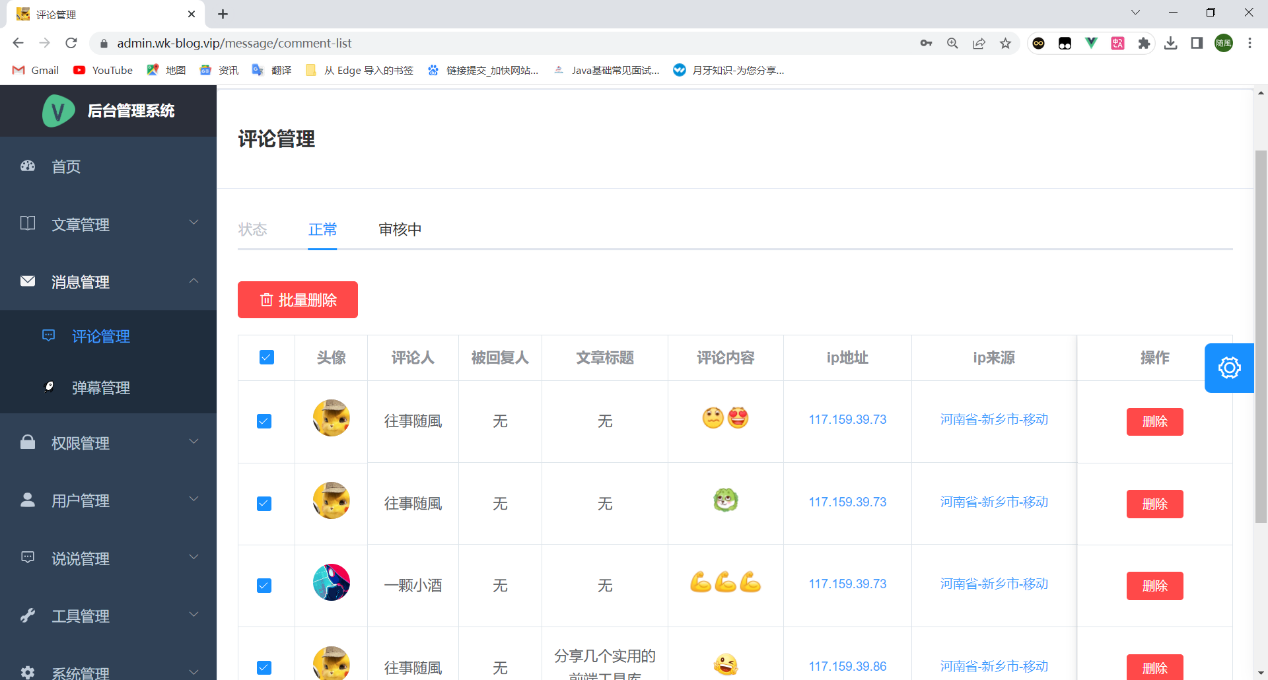 评论管理
admin.wk-blog.vip/message/comment-list
Gmail
YouTube
地图
资讯
翻译
从 Edge 导入的书签
链接提交_加快网站...
Java基础常见面试...
月牙知识-为您分享...
随風
V
后台管理系统
首页
文章管理
消息管理
评论管理
弹幕管理
权限管理
用户管理
说说管理
工具管理
系统管理
评论管理
状态 正常 审核中
批量删除
头像 评论人 被回复人 文章标题 评论内容 ip地址 ip来源 操作
往事随風 无 无 117.159.39.73 河南省-新乡市-移动 删除
往事随風 无 无 117.159.39.73 河南省-新乡市-移动 删除
一颗小酒 无 无 117.159.39.73 河南省-新乡市-移动 删除
往事随風 无 分享几个实用的 117.159.39.86 河南省-新乡市-移动 删除
前端工具库